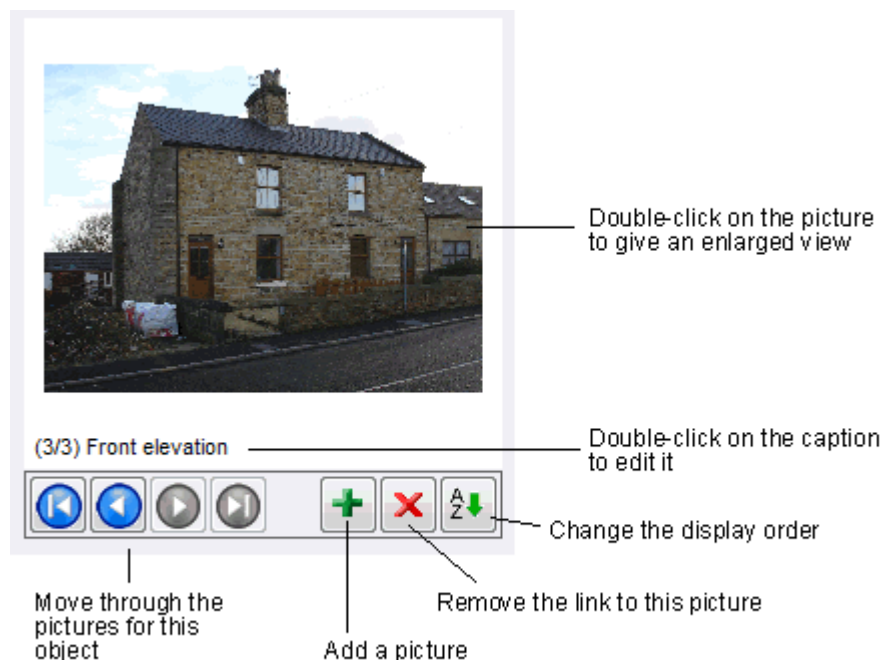 Double-click on the picture
to give an enlarged view
(3/3) Front elevation
Double-click on the caption
to edit it
A
Z
Change the display order
Move through the
pictures for this
object
Remove the link to this picture
Add a picture